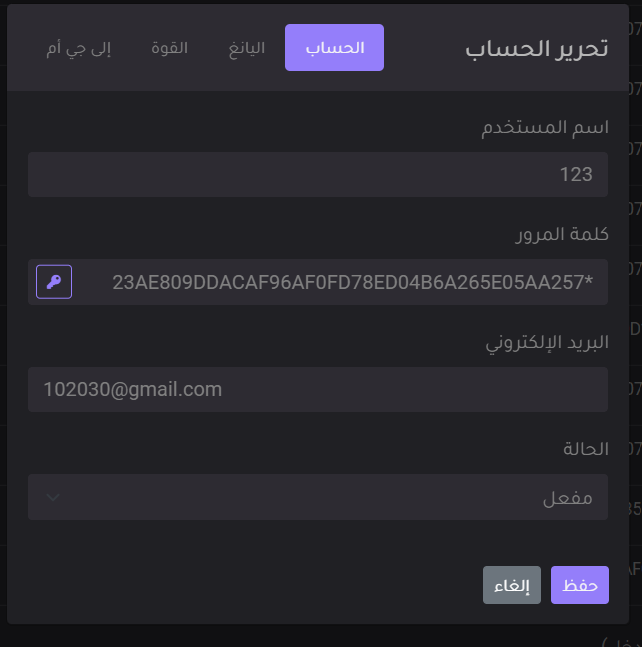 تحرير الحساب
الحساب اليانغ القوة إلى جي أم
اسم المستخدم
123
كلمة المرور
*23AE809DDACAF96AF0FD78ED04B6A265E05AA257
البريد الإلكتروني
102030@gmail.com
الحالة
مفعل
حفظ إلغاء